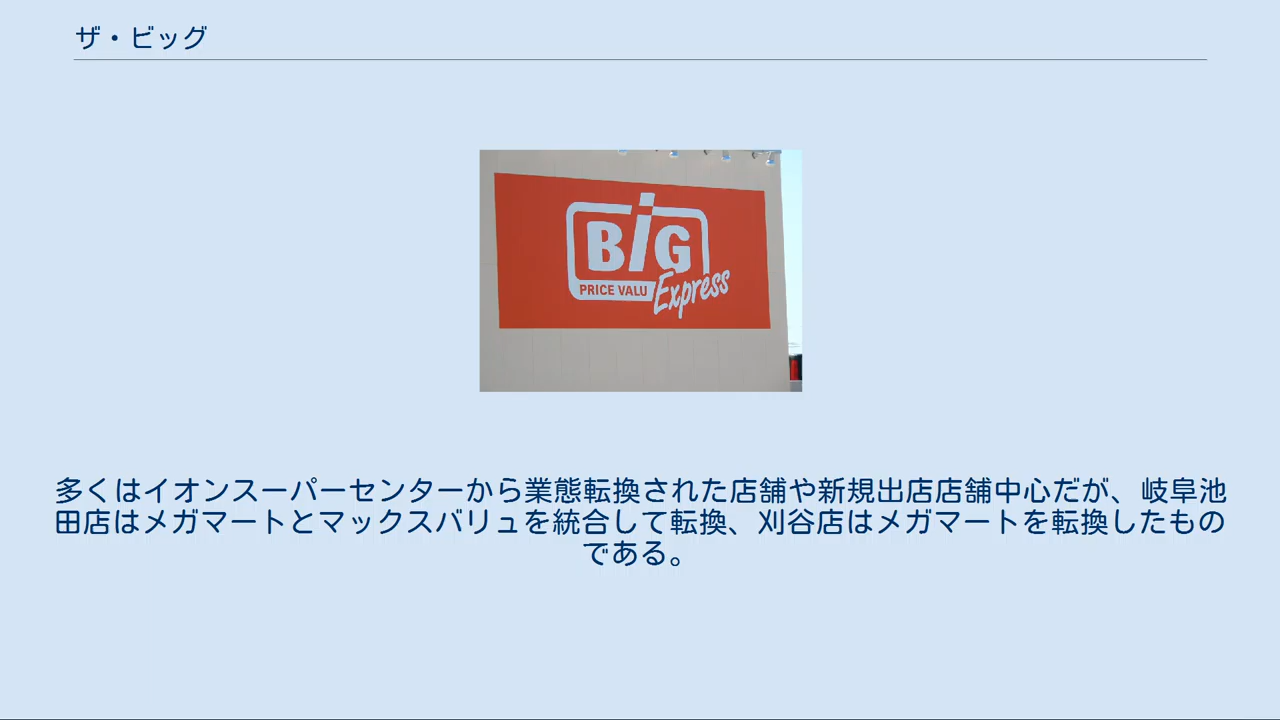 ザ・ビッグ
BiG
PRICE VALU
Express
多くはイオンスーパーセンターから業態転換された店舗や新規出店店舗中心だが、岐阜池
田店はメガマートとマックスバリュを統合して転換、刈谷店はメガマートを転換したもの
である。